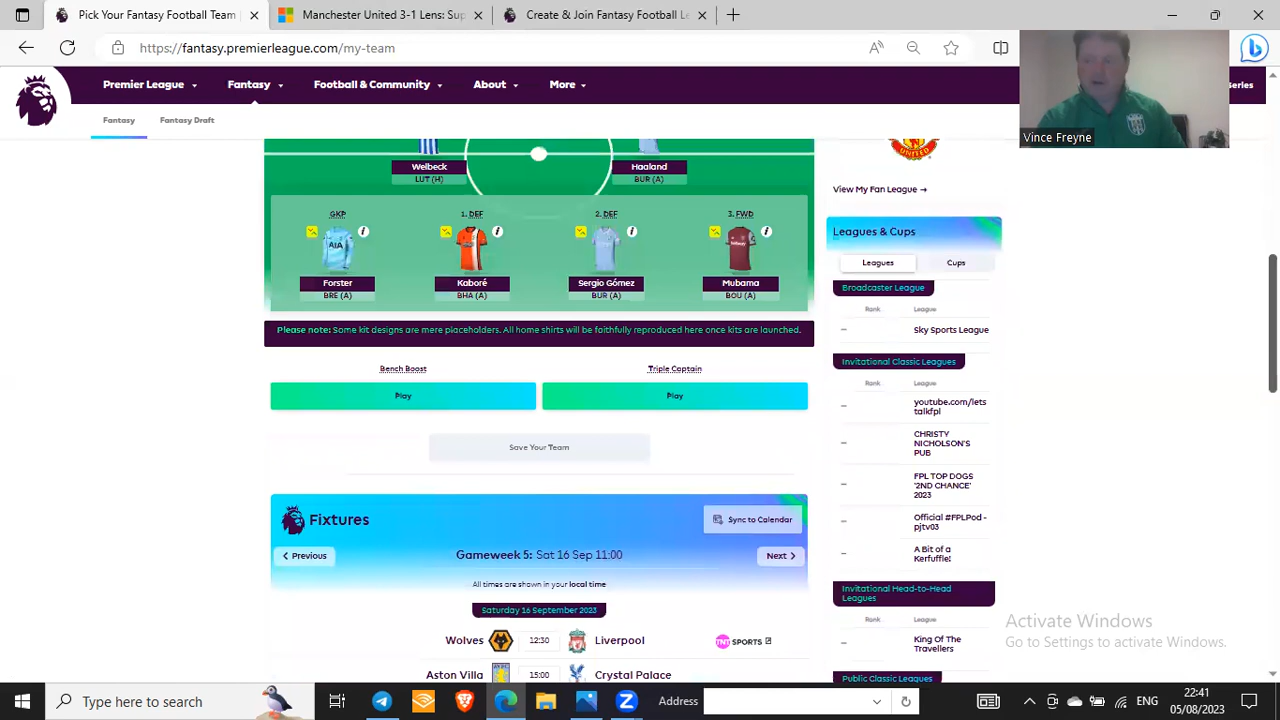 Pick Your Team | Fantasy Premier
Manchester United 3-1 Lens: Sup
Create & Join Fantasy Football Le
https://fantasy.premierleague.com/my-team
Premier League
Fantasy
Football & Community
About
More
Series
Fantasy
Fantasy Draft
Vince Freyne
Welbeck
LUT (H)
Haaland
BUR (A)
GKP
1. DEF
2. DEF
3. FWD
Forster
BRE (A)
Kaboré
BHA (A)
Sergio Gómez
BUR (A)
Mubama
BOU (A)
Please note: Some kit designs are mere placeholders. All home shirts will be faithfully reproduced here once kits are launched.
Bench Boost
Triple Captain
Play
Play
Save Your Team
Fixtures
Sync to Calendar
Previous
Gameweek 5: Sat 16 Sep 11:00
Next
All times are shown in your local time
Saturday 16 September 2023
Wolves 12:30 Liverpool
TNT SPORTS
Aston Villa 15:00 Crystal Palace
UNITED
View My Fan League →
Leagues & Cups
Leagues
Cups
Broadcaster League
Rank League
– Sky Sports League
Invitational Classic Leagues
Rank League
– youtube.com/lets
talkfpl
– CHRISTY
NICHOLSON'S
PUB
– FPL TOP DOGS
'2ND CHANCE'
2023
– Official #FPLPod -
pjtv03
– A Bit of a
Kerfuffle!
Invitational Head-to-Head
Leagues
Rank League
– King Of The
Travellers
Public Classic Leagues
Activate Windows
Go to Settings to activate Windows.
Type here to search
Address
ENG
22:41
05/08/2023